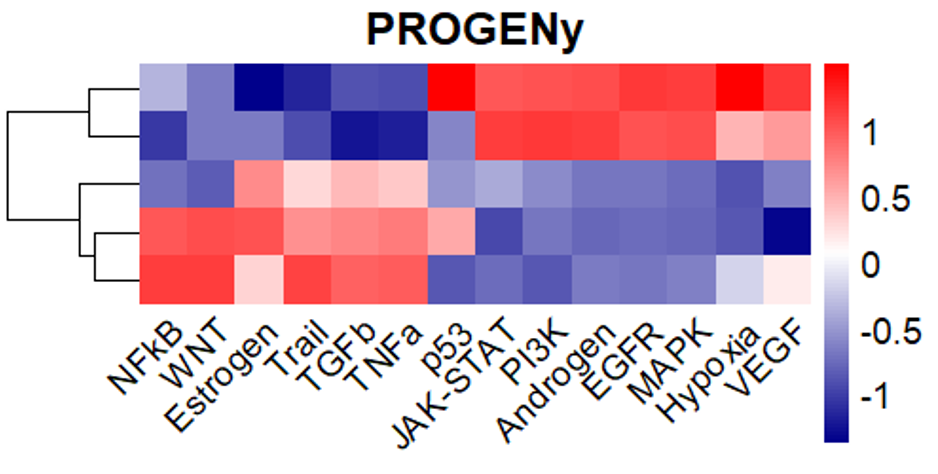 PROGENy
1
0.5
0
-0.5
-1
NFkB
WNT
Estrogen
Trail
TGFb
TNFa
p53
JAK-STAT
PI3K
Androgen
EGFR
MAPK
Hypoxia
VEGF